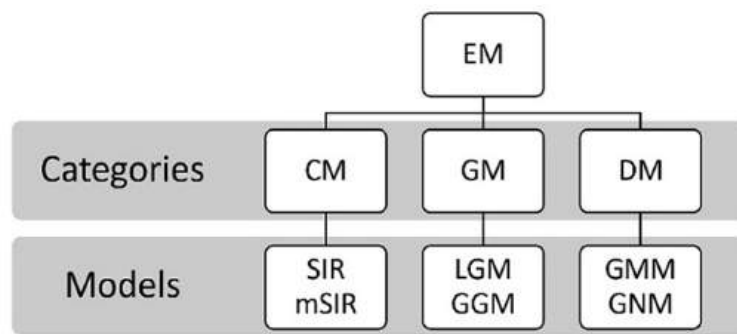 EM
Categories
CM
GM
DM
Models
SIR
mSIR
LGM
GGM
GMM
GNM